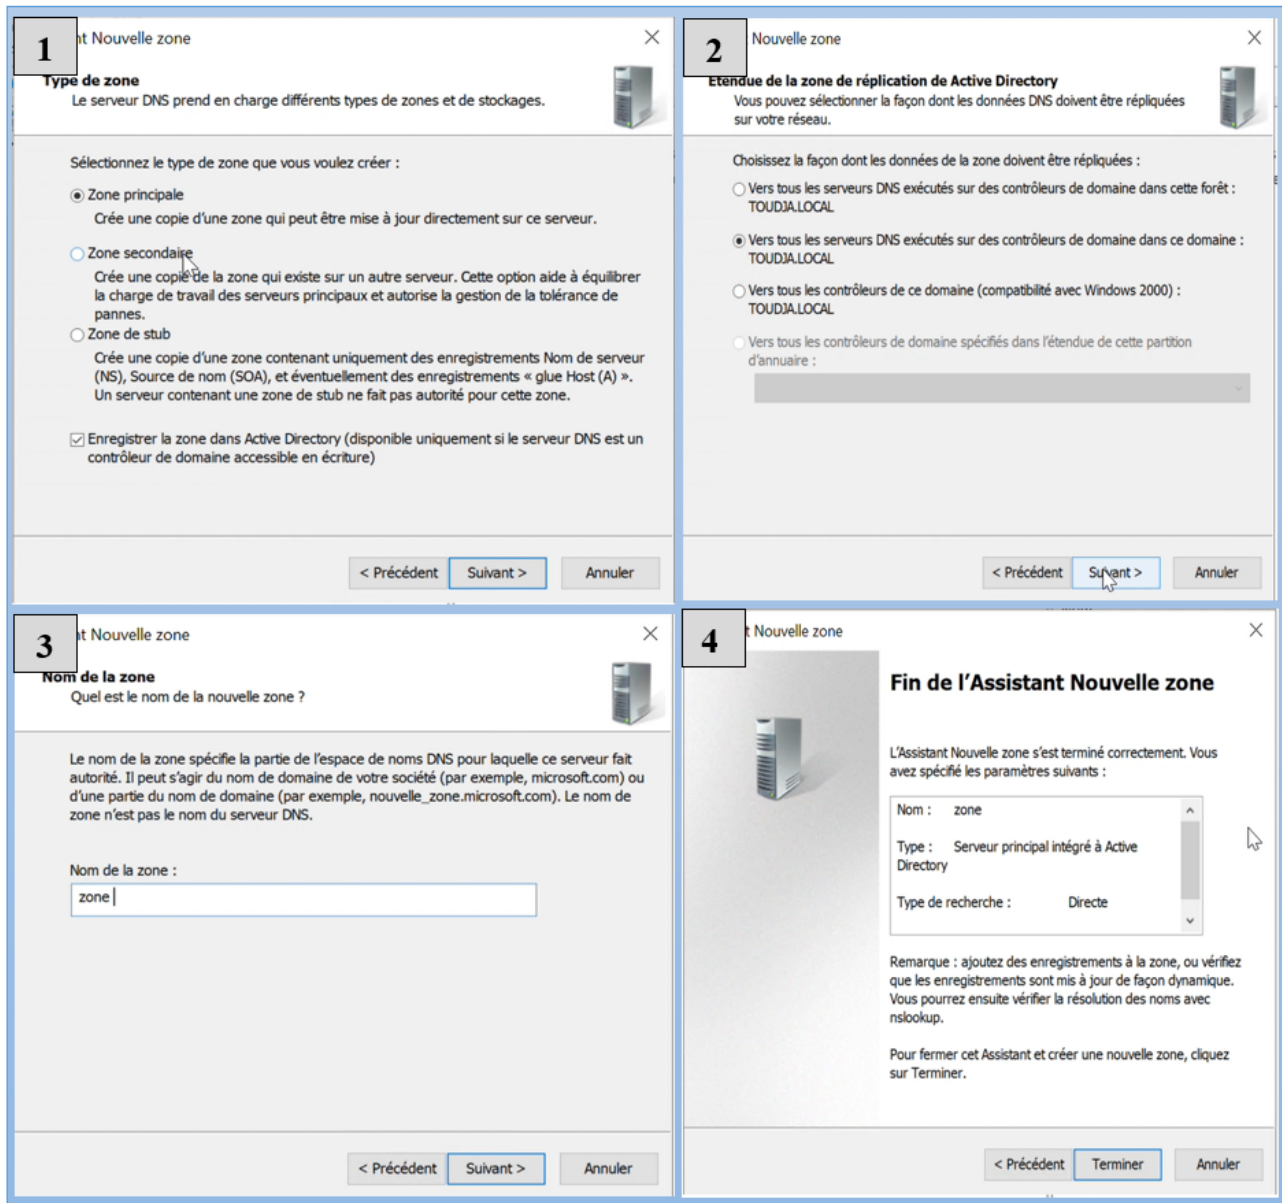 1
nt Nouvelle zone
Type de zone
Le serveur DNS prend en charge différents types de zones et de stockages.
Sélectionnez le type de zone que vous voulez créer :
Zone principale
Crée une copie d'une zone qui peut être mise à jour directement sur ce serveur.
Zone secondaire
Crée une copie de la zone qui existe sur un autre serveur. Cette option aide à équilibrer
la charge de travail des serveurs principaux et autorise la gestion de la tolérance de
pannes.
Zone de stub
Crée une copie d'une zone contenant uniquement des enregistrements Nom de serveur
(NS), Source de nom (SOA), et éventuellement des enregistrements « glue Host (A) ».
Un serveur contenant une zone de stub ne fait pas autorité pour cette zone.
Enregistrer la zone dans Active Directory (disponible uniquement si le serveur DNS est un
contrôleur de domaine accessible en écriture)
< Précédent Suivant > Annuler
2
Nouvelle zone
Étendue de la zone de réplication de Active Directory
Vous pouvez sélectionner la façon dont les données DNS doivent être répliquées
sur votre réseau.
Choisissez la façon dont les données de la zone doivent être répliquées :
Vers tous les serveurs DNS exécutés sur des contrôleurs de domaine dans cette forêt :
TOUDJA.LOCAL
Vers tous les serveurs DNS exécutés sur des contrôleurs de domaine dans ce domaine :
TOUDJA.LOCAL
Vers tous les contrôleurs de ce domaine (compatibilité avec Windows 2000) :
TOUDJA.LOCAL
Vers tous les contrôleurs de domaine spécifiés dans l'étendue de cette partition
d'annuaire :
< Précédent Suivant > Annuler
3
nt Nouvelle zone
Nom de la zone
Quel est le nom de la nouvelle zone ?
Le nom de la zone spécifie la partie de l'espace de noms DNS pour laquelle ce serveur fait
autorité. Il peut s'agir du nom de domaine de votre société (par exemple, microsoft.com) ou
d'une partie du nom de domaine (par exemple, nouvelle_zone.microsoft.com). Le nom de
zone n'est pas le nom du serveur DNS.
Nom de la zone :
zone
< Précédent Suivant > Annuler
4
t Nouvelle zone
Fin de l'Assistant Nouvelle zone
L'Assistant Nouvelle zone s'est terminé correctement. Vous
avez spécifié les paramètres suivants :
Nom : zone
Type : Serveur principal intégré à Active
Directory
Type de recherche : Directe
Remarque : ajoutez des enregistrements à la zone, ou vérifiez
que les enregistrements sont mis à jour de façon dynamique.
Vous pourrez ensuite vérifier la résolution des noms avec
nslookup.
Pour fermer cet Assistant et créer une nouvelle zone, cliquez
sur Terminer.
< Précédent Terminer Annuler